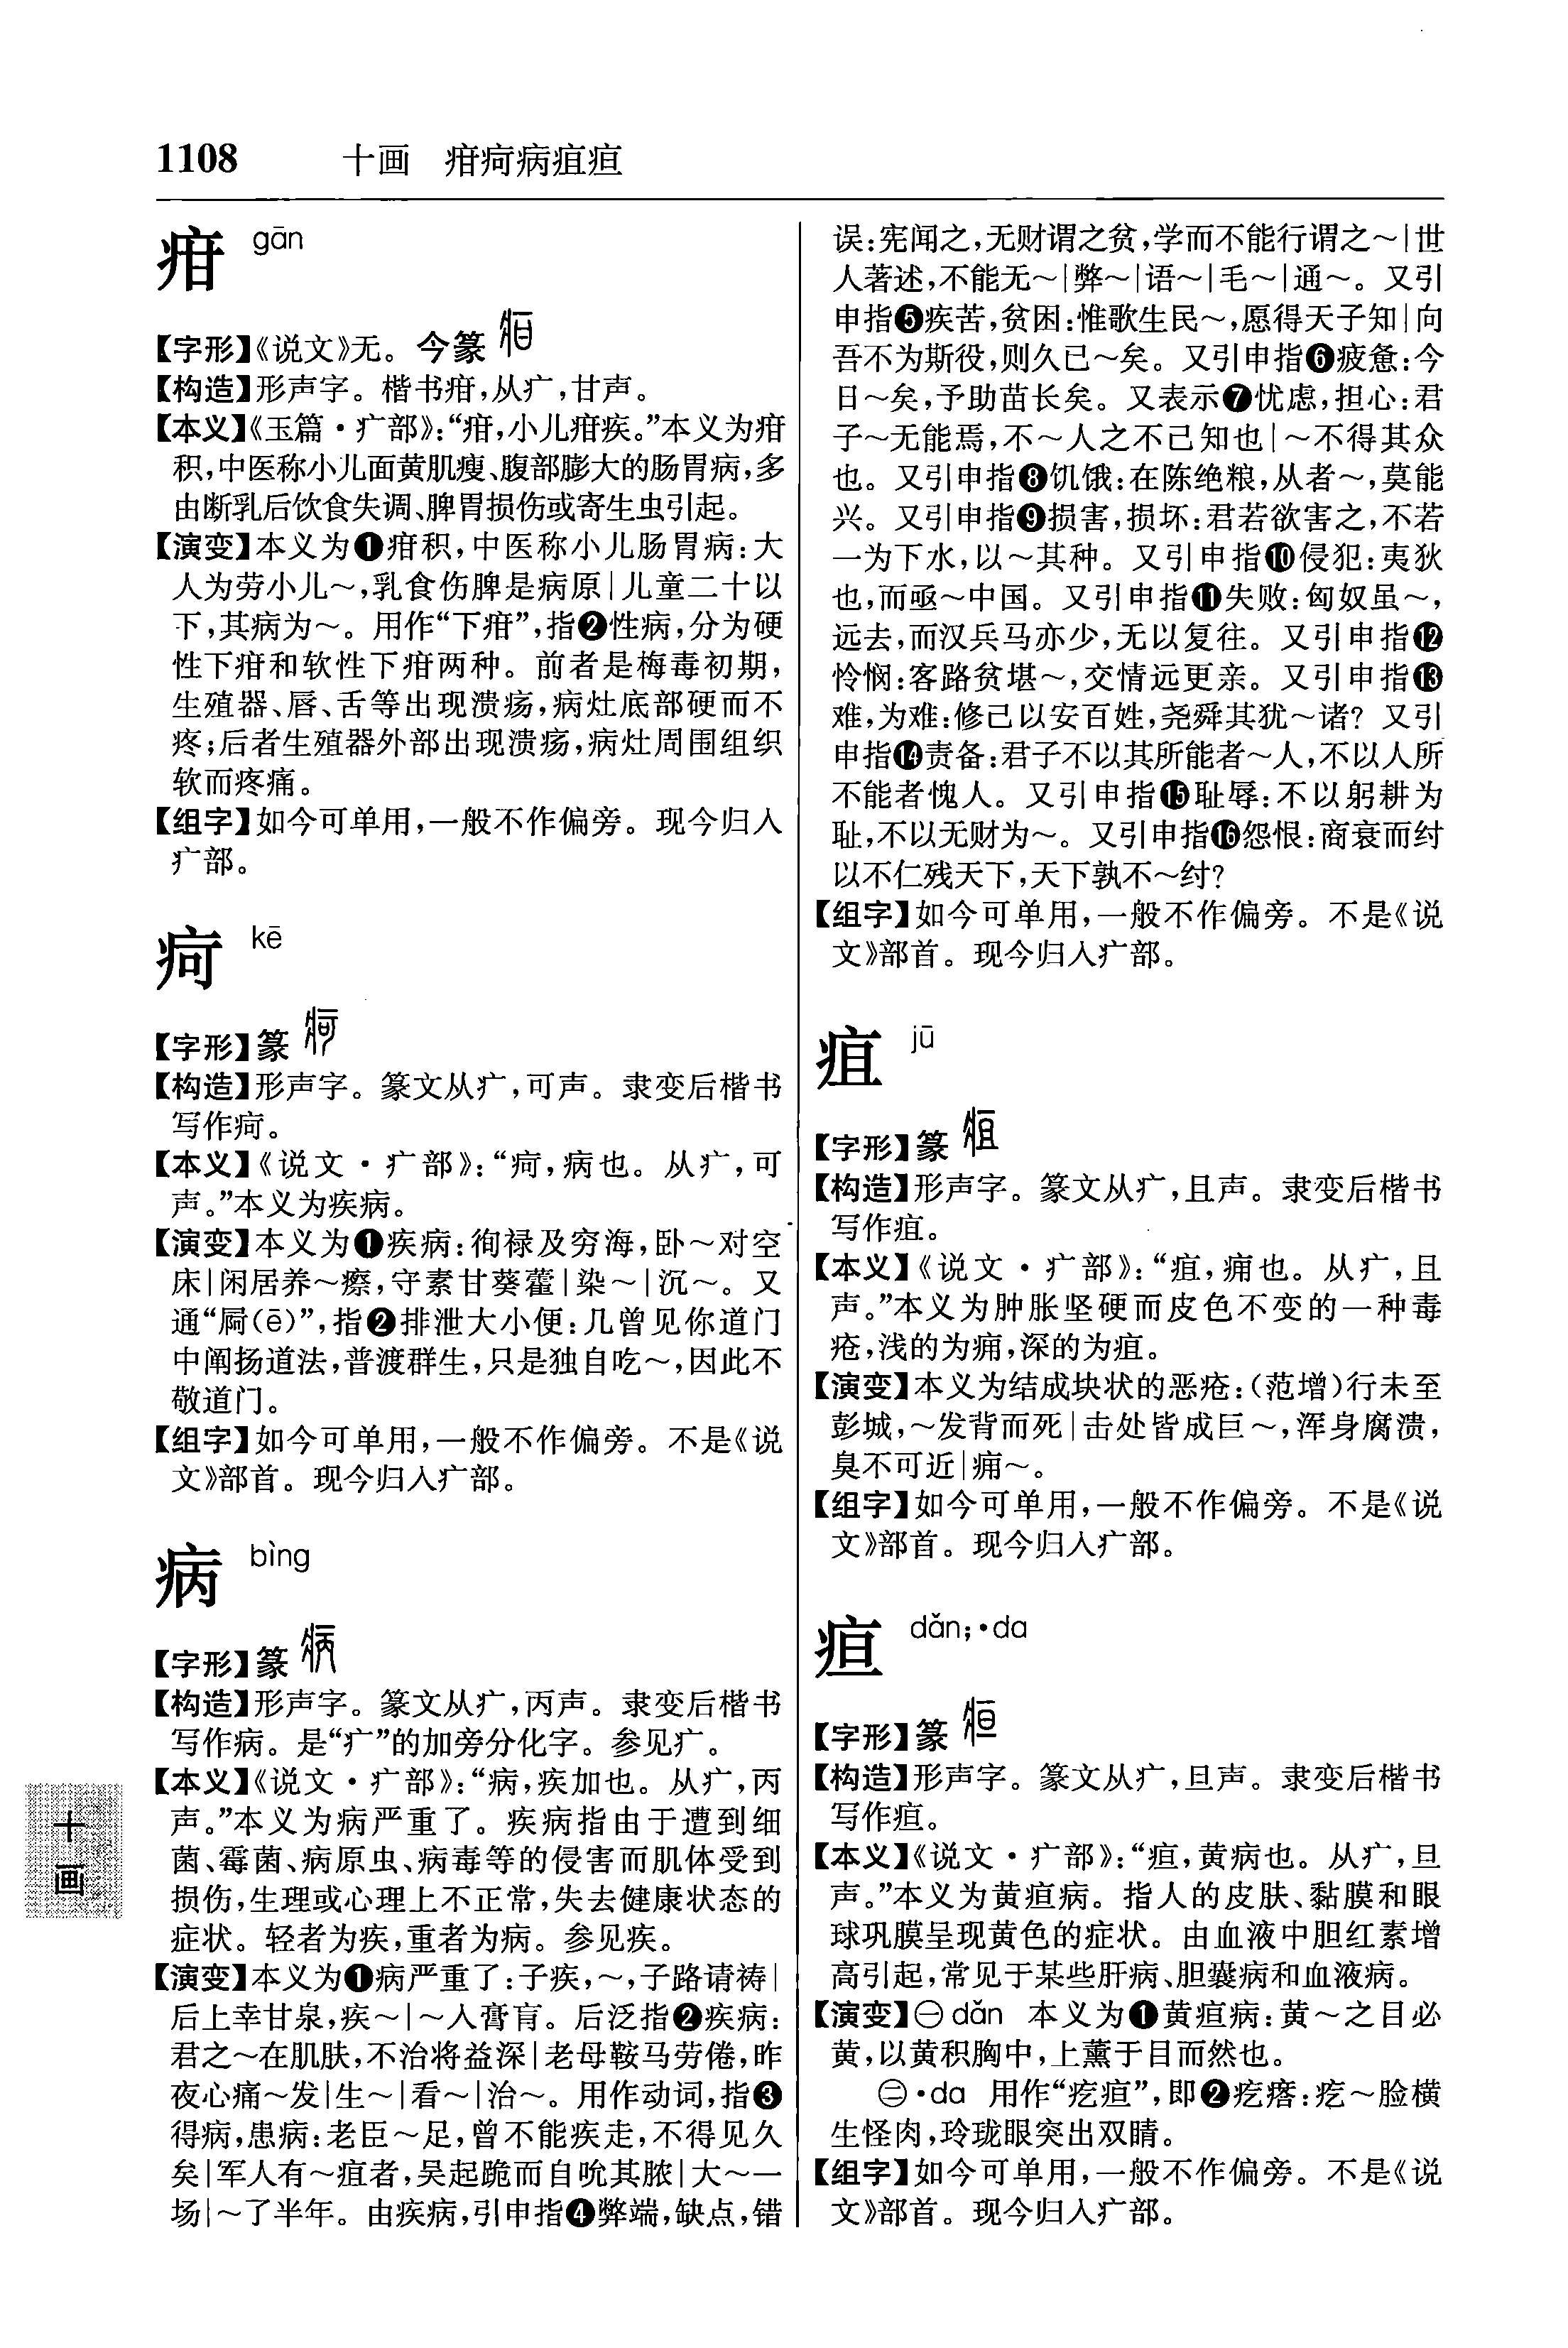 1108 十画 疳疴病疽疸
疳 gān
【字形】《说文》无。今篆
【构造】形声字。楷书疳,从疒,甘声。
【本义】《玉篇·疒部》:“疳,小儿疳疾。”本义为疳
积,中医称小儿面黄肌瘦、腹部膨大的肠胃病,多
由断乳后饮食失调、脾胃损伤或寄生虫引起。
【演变】本义为❶疳积,中医称小儿肠胃病:大
人为劳小儿～,乳食伤脾是病原|儿童二十以
下,其病为～。用作“下疳”,指❷性病,分为硬
性下疳和软性下疳两种。前者是梅毒初期,
生殖器、唇、舌等出现溃疡,病灶底部硬而不
疼;后者生殖器外部出现溃疡,病灶周围组织
软而疼痛。
【组字】如今可单用,一般不作偏旁。现今归入
疒部。
疴 kē
【字形】篆
【构造】形声字。篆文从疒,可声。隶变后楷书
写作疴。
【本义】《说文·疒部》:“疴,病也。从疒,可
声。”本义为疾病。
【演变】本义为❶疾病:徇禄及穷海,卧～对空
床|闲居养～瘵,守素甘葵藿|染～|沉～。又
通“屙(ē)”,指❷排泄大小便:几曾见你道门
中阐扬道法,普渡群生,只是独自吃～,因此不
敬道门。
【组字】如今可单用,一般不作偏旁。不是《说
文》部首。现今归入疒部。
病 bìng
【字形】篆
【构造】形声字。篆文从疒,丙声。隶变后楷书
写作病。是“疒”的加旁分化字。参见疒。
【本义】《说文·疒部》:“病,疾加也。从疒,丙
声。”本义为病严重了。疾病指由于遭到细
菌、霉菌、病原虫、病毒等的侵害而肌体受到
损伤,生理或心理上不正常,失去健康状态的
症状。轻者为疾,重者为病。参见疾。
【演变】本义为❶病严重了:子疾,～,子路请祷|
后上幸甘泉,疾～|～入膏肓。后泛指❷疾病:
君之～在肌肤,不治将益深|老母鞍马劳倦,昨
夜心痛～发|生～|看～|治～。用作动词,指❸
得病,患病:老臣～足,曾不能疾走,不得见久
矣|军人有～疽者,吴起跪而自吮其脓|大～一
场|～了半年。由疾病,引申指❹弊端,缺点,错
误:宪闻之,无财谓之贫,学而不能行谓之～|世
人著述,不能无～|弊～|语～|毛～|通～。又引
申指❺疾苦,贫困:惟歌生民～,愿得天子知|向
吾不为斯役,则久已～矣。又引申指❻疲惫:今
日～矣,予助苗长矣。又表示❼忧虑,担心:君
子～无能焉,不～人之不己知也|～不得其众
也。又引申指❽饥饿:在陈绝粮,从者～,莫能
兴。又引申指❾损害,损坏:君若欲害之,不若
一为下水,以～其种。又引申指❿侵犯:夷狄
也,而亟～中国。又引申指⓫失败:匈奴虽～,
远去,而汉兵马亦少,无以复往。又引申指⓬
怜悯:客路贫堪～,交情远更亲。又引申指⓭
难,为难:修己以安百姓,尧舜其犹～诸?又引
申指⓮责备:君子不以其所能者～人,不以人所
不能者愧人。又引申指⓯耻辱:不以躬耕为
耻,不以无财为～。又引申指⓰怨恨:商衰而纣
以不仁残天下,天下孰不～纣?
【组字】如今可单用,一般不作偏旁。不是《说
文》部首。现今归入疒部。
疽 jū
【字形】篆
【构造】形声字。篆文从疒,且声。隶变后楷书
写作疽。
【本义】《说文·疒部》:“疽,痈也。从疒,且
声。”本义为肿胀坚硬而皮色不变的一种毒
疮,浅的为痈,深的为疽。
【演变】本义为结成块状的恶疮:(范增)行未至
彭城,～发背而死|击处皆成巨～,浑身腐溃,
臭不可近|痈～。
【组字】如今可单用,一般不作偏旁。不是《说
文》部首。现今归入疒部。
疸 dǎn;·da
【字形】篆
【构造】形声字。篆文从疒,旦声。隶变后楷书
写作疸。
【本义】《说文·疒部》:“疸,黄病也。从疒,旦
声。”本义为黄疸病。指人的皮肤、黏膜和眼
球巩膜呈现黄色的症状。由血液中胆红素增
高引起,常见于某些肝病、胆囊病和血液病。
【演变】㊀dǎn 本义为❶黄疸病:黄～之目必
黄,以黄积胸中,上薰于目而然也。
㊁·da 用作“疙疸”,即❷疙瘩:疙～脸横
生怪肉,玲珑眼突出双睛。
【组字】如今可单用,一般不作偏旁。不是《说
文》部首。现今归入疒部。
十
画